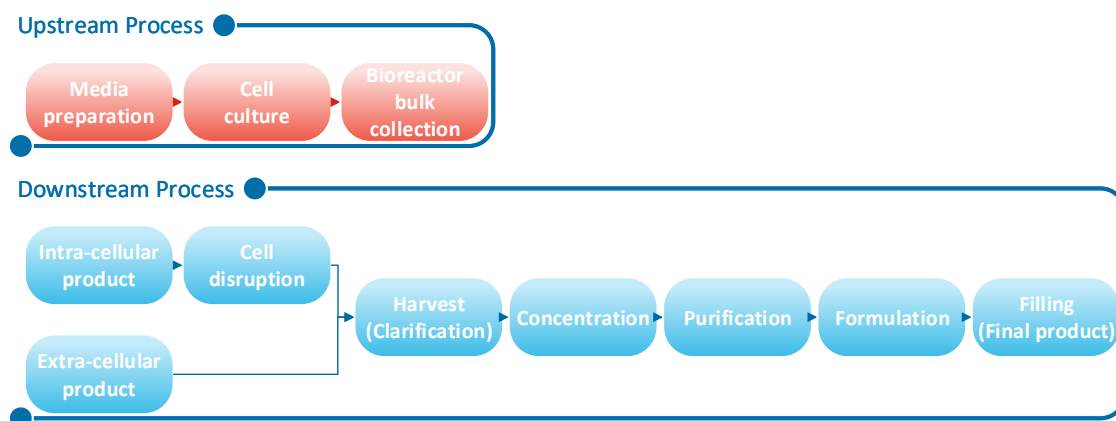 Upstream Process
Media
preparation
Cell
culture
Bioreactor
bulk
collection
Downstream Process
Intra-cellular
product
Cell
disruption
Extra-cellular
product
Harvest
(Clarification)
Concentration
Purification
Formulation
Filling
(Final product)